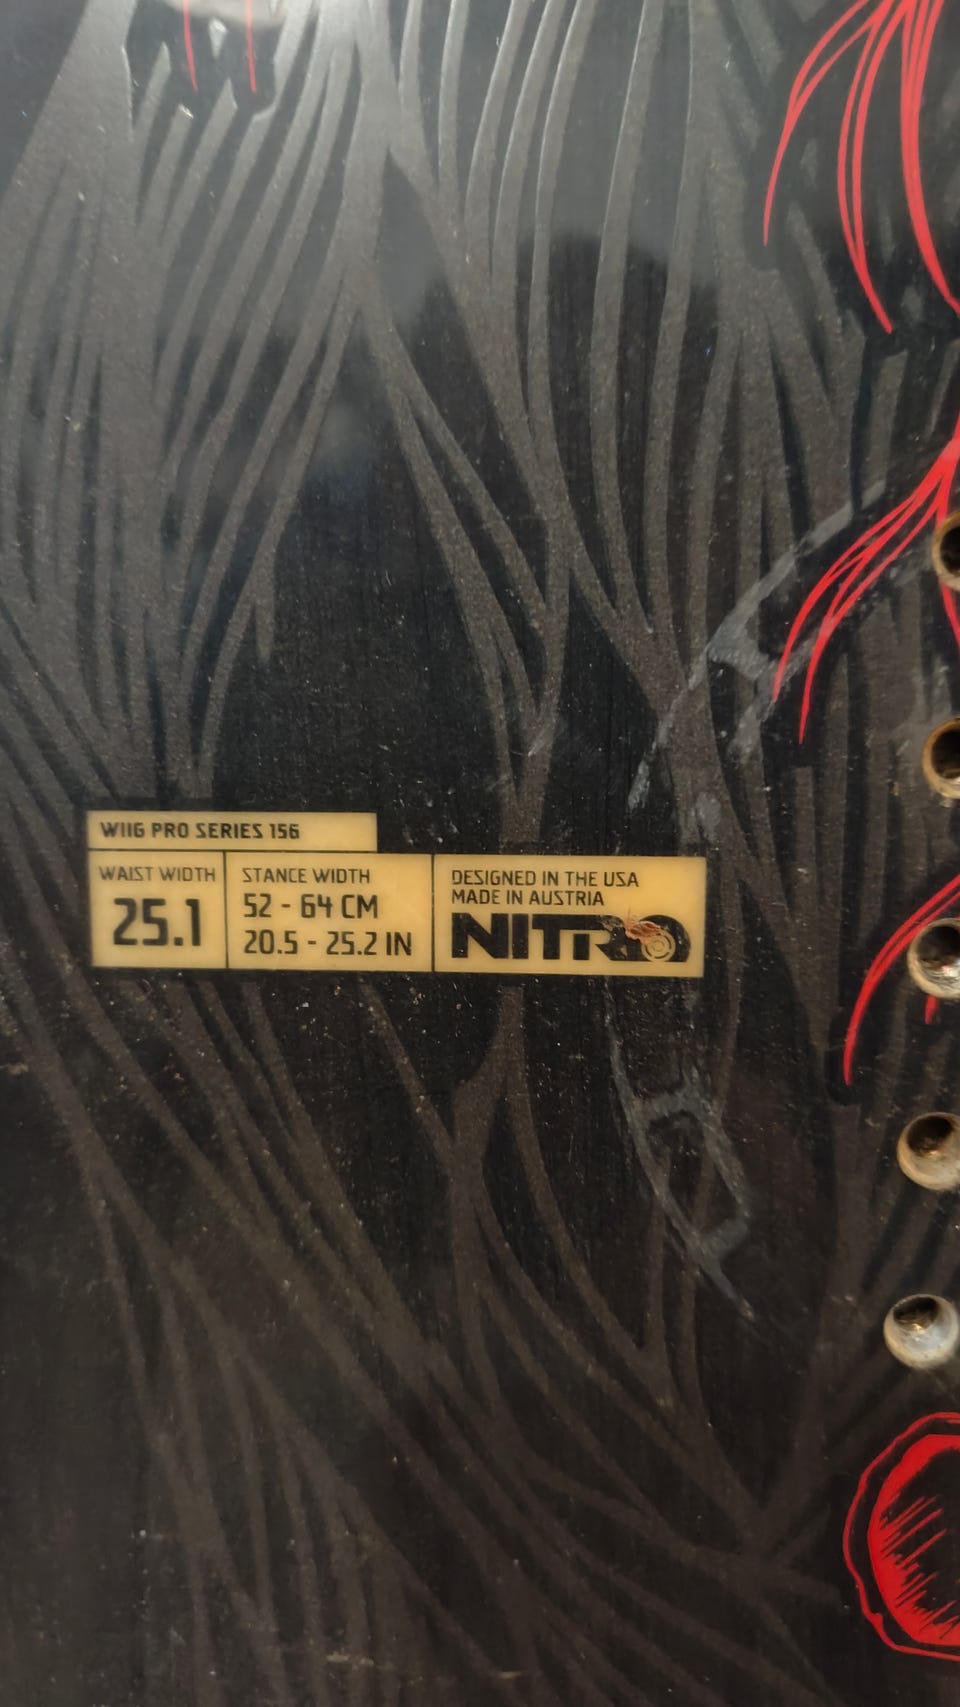 WIIG PRO SERIES 156
WAIST WIDTH
25.1
STANCE WIDTH
52 - 64 CM
20.5 - 25.2 IN
DESIGNED IN THE USA
MADE IN AUSTRIA
NITRO